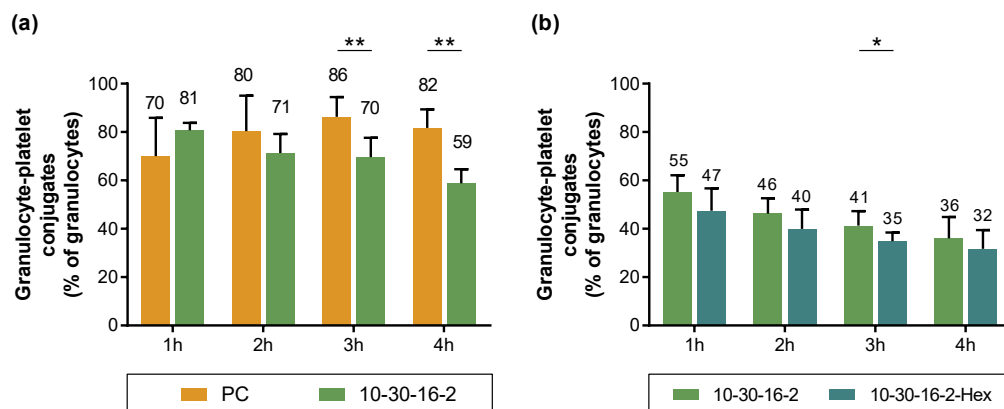 (a)
** **
Granulocyte-platelet
conjugates
(% of granulocytes)
100
80
60
40
20
0
70 81 80 71 86 70 82 59
1h 2h 3h 4h
PC 10-30-16-2
(b)
*
Granulocyte-platelet
conjugates
(% of granulocytes)
100
80
60
40
20
0
55 47 46 40 41 35 36 32
1h 2h 3h 4h
10-30-16-2 10-30-16-2-Hex